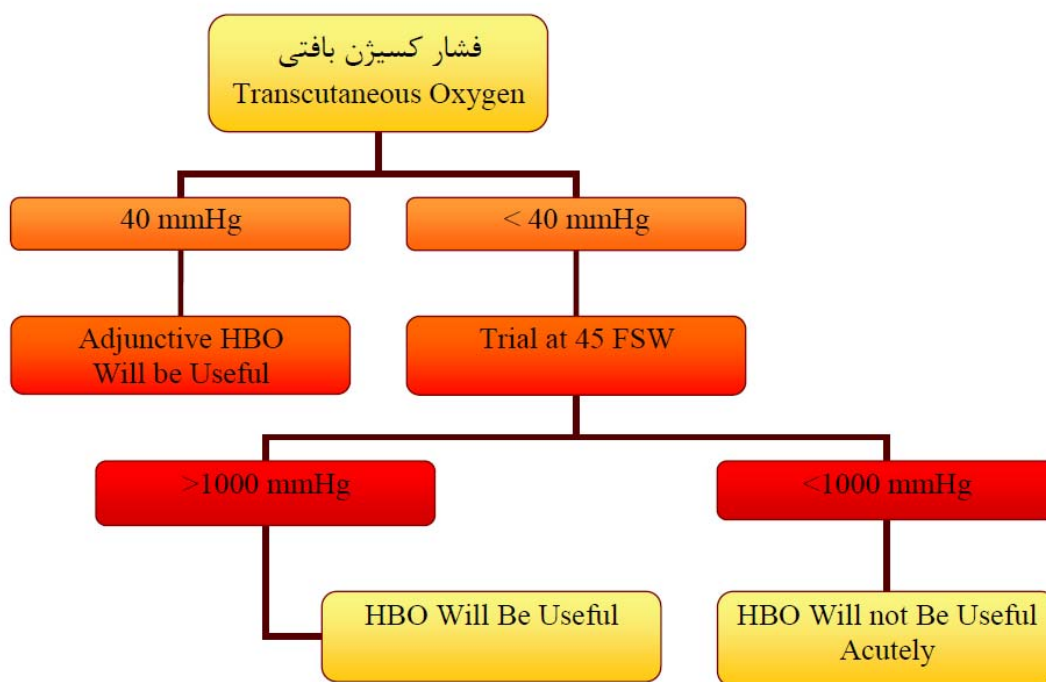 فشار کسیژن بافتی
Transcutaneous Oxygen
40 mmHg
< 40 mmHg
Adjunctive HBO
Will be Useful
Trial at 45 FSW
>1000 mmHg
<1000 mmHg
HBO Will Be Useful
HBO Will not Be Useful
Acutely